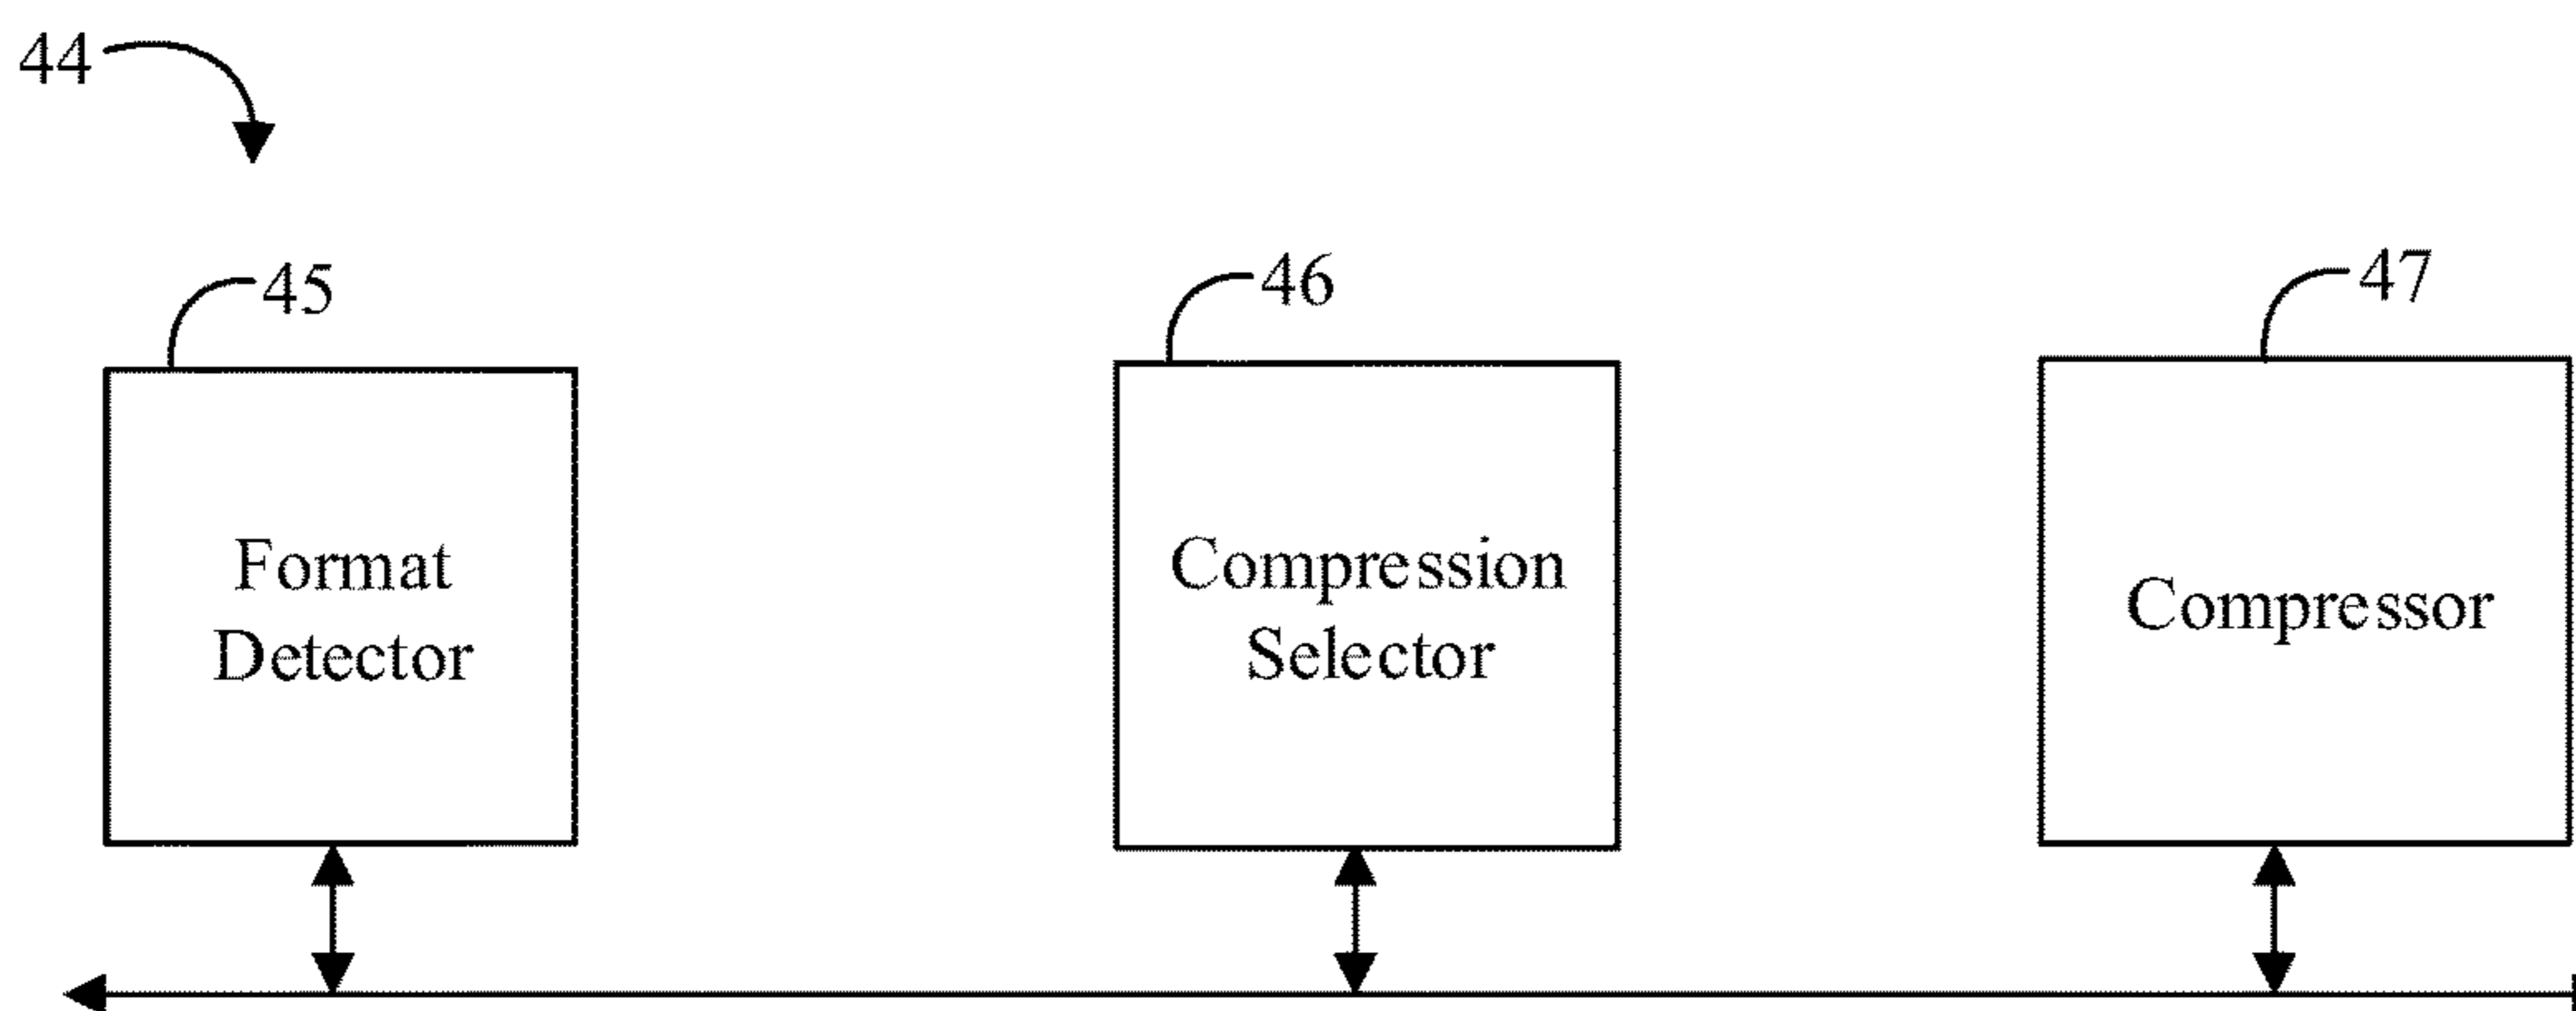 44
45
46
47
Format
Detector
Compression
Selector
Compressor